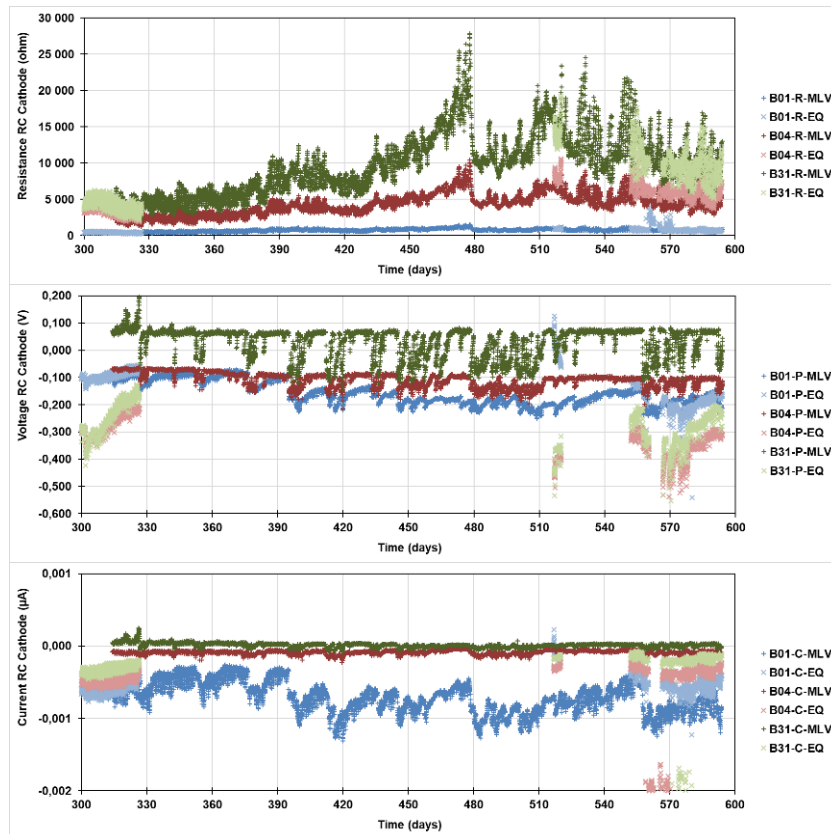 Resistance RC Cathode (ohm)
30 000
25 000
20 000
15 000
10 000
5 000
0
300 330 360 390 420 450 480 510 540 570 600
Time (days)
B01-R-MLV
B01-R-EQ
B04-R-MLV
B04-R-EQ
B31-R-MLV
B31-R-EQ
Voltage RC Cathode (V)
0,200
0,100
0,000
-0,100
-0,200
-0,300
-0,400
-0,500
-0,600
300 330 360 390 420 450 480 510 540 570 600
Time (days)
B01-P-MLV
B01-P-EQ
B04-P-MLV
B04-P-EQ
B31-P-MLV
B31-P-EQ
Current RC Cathode (µA)
0,001
0,000
-0,001
-0,002
300 330 360 390 420 450 480 510 540 570 600
Time (days)
B01-C-MLV
B01-C-EQ
B04-C-MLV
B04-C-EQ
B31-C-MLV
B31-C-EQ